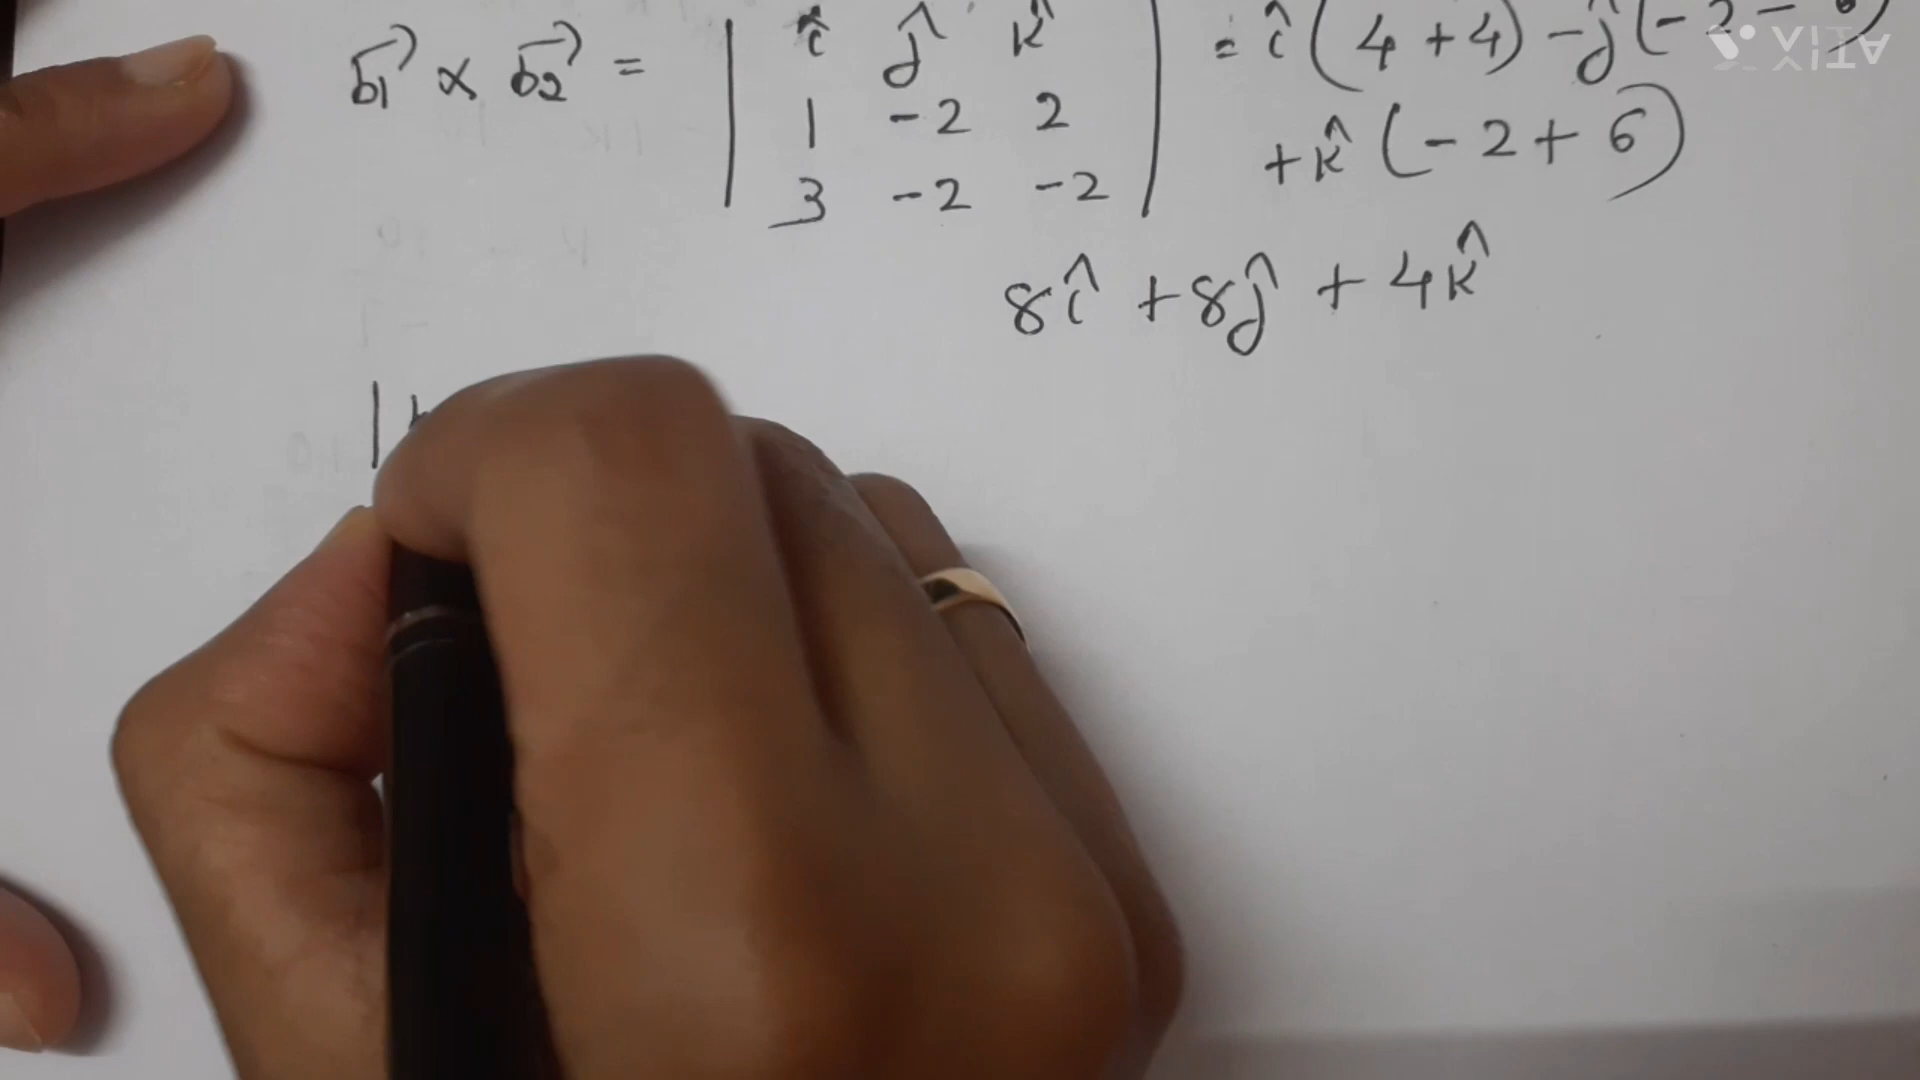 b₁⃗ × b₂⃗ = | î ĵ k̂ | = î (4 + 4) - ĵ (- 2 -
1 -2 2
+ k̂ (- 2 + 6)
3 -2 -2
8î + 8ĵ + 4k̂
|